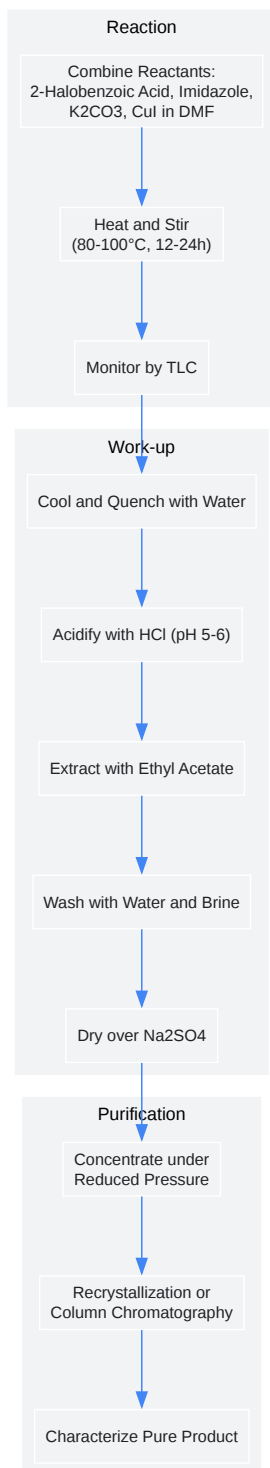 Reaction
Combine Reactants:
2-Halobenzoic Acid, Imidazole,
K2CO3, CuI in DMF
Heat and Stir
(80-100°C, 12-24h)
Monitor by TLC
Work-up
Cool and Quench with Water
Acidify with HCl (pH 5-6)
Extract with Ethyl Acetate
Wash with Water and Brine
Dry over Na2SO4
Purification
Concentrate under
Reduced Pressure
Recrystallization or
Column Chromatography
Characterize Pure Product